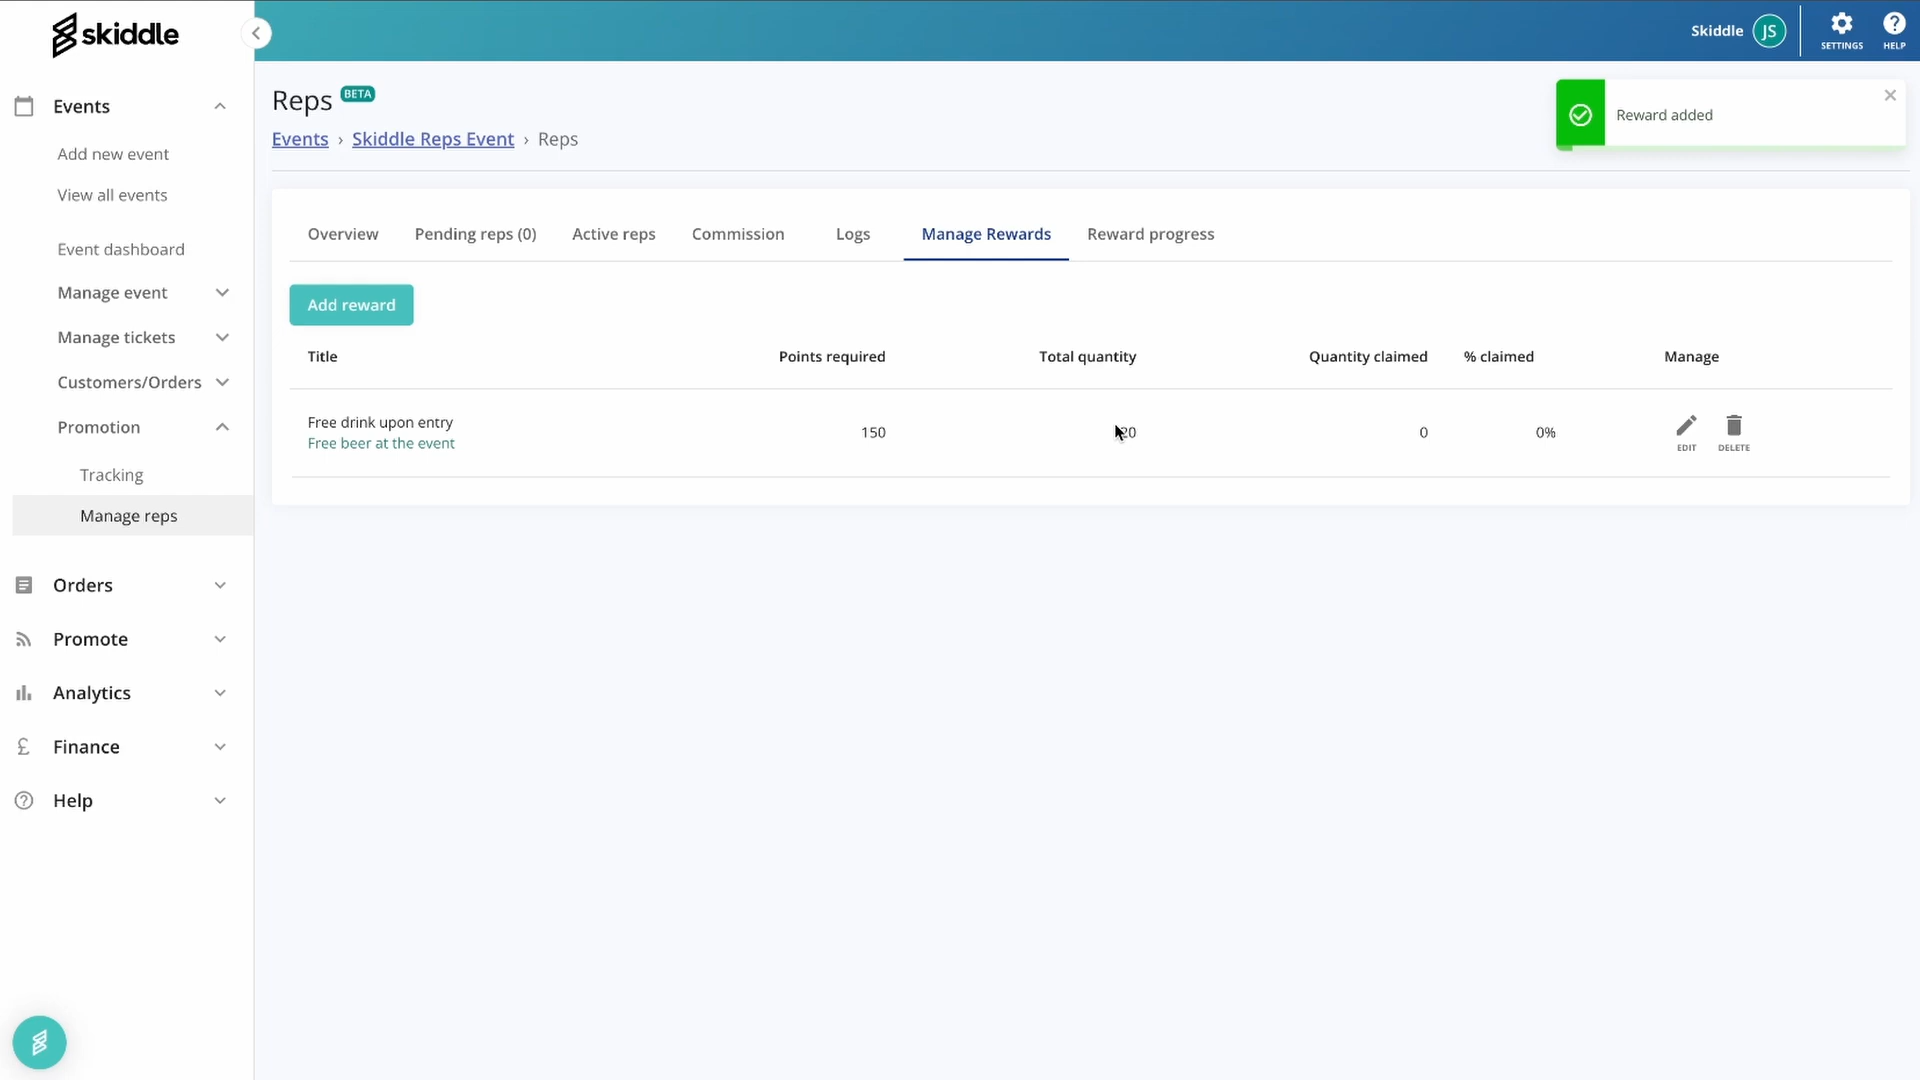 skiddle
Skiddle
JS
SETTINGS
HELP
Events
Add new event
View all events
Event dashboard
Manage event
Manage tickets
Customers/Orders
Promotion
Tracking
Manage reps
Orders
Promote
Analytics
£ Finance
Help
Reps BETA
Events › Skiddle Reps Event › Reps
Reward added
Overview Pending reps (0) Active reps Commission Logs Manage Rewards Reward progress
Add reward
Title Points required Total quantity Quantity claimed % claimed Manage
Free drink upon entry
Free beer at the event
150 0 0%
EDIT DELETE